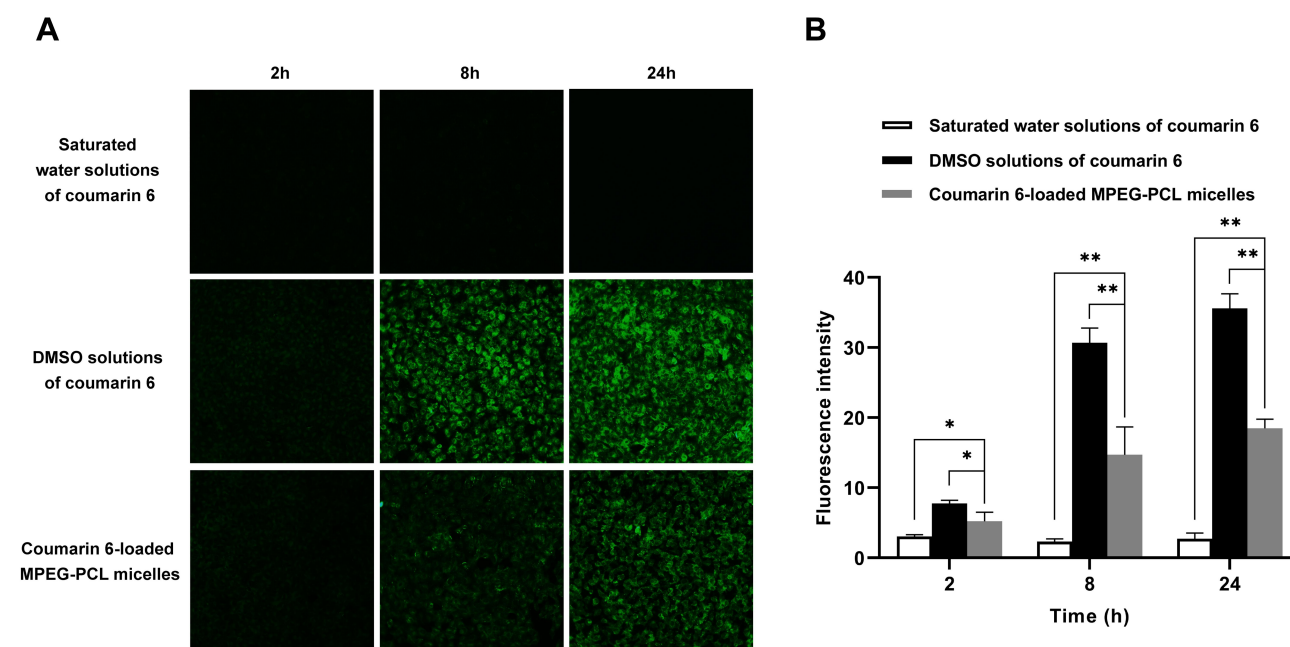 A
2h 8h 24h
Saturated
water solutions
of coumarin 6
DMSO solutions
of coumarin 6
Coumarin 6-loaded
MPEG-PCL micelles
B
Saturated water solutions of coumarin 6
DMSO solutions of coumarin 6
Coumarin 6-loaded MPEG-PCL micelles
Fluorescence intensity
40
30
20
10
0
*
*
**
**
**
**
2 8 24
Time (h)